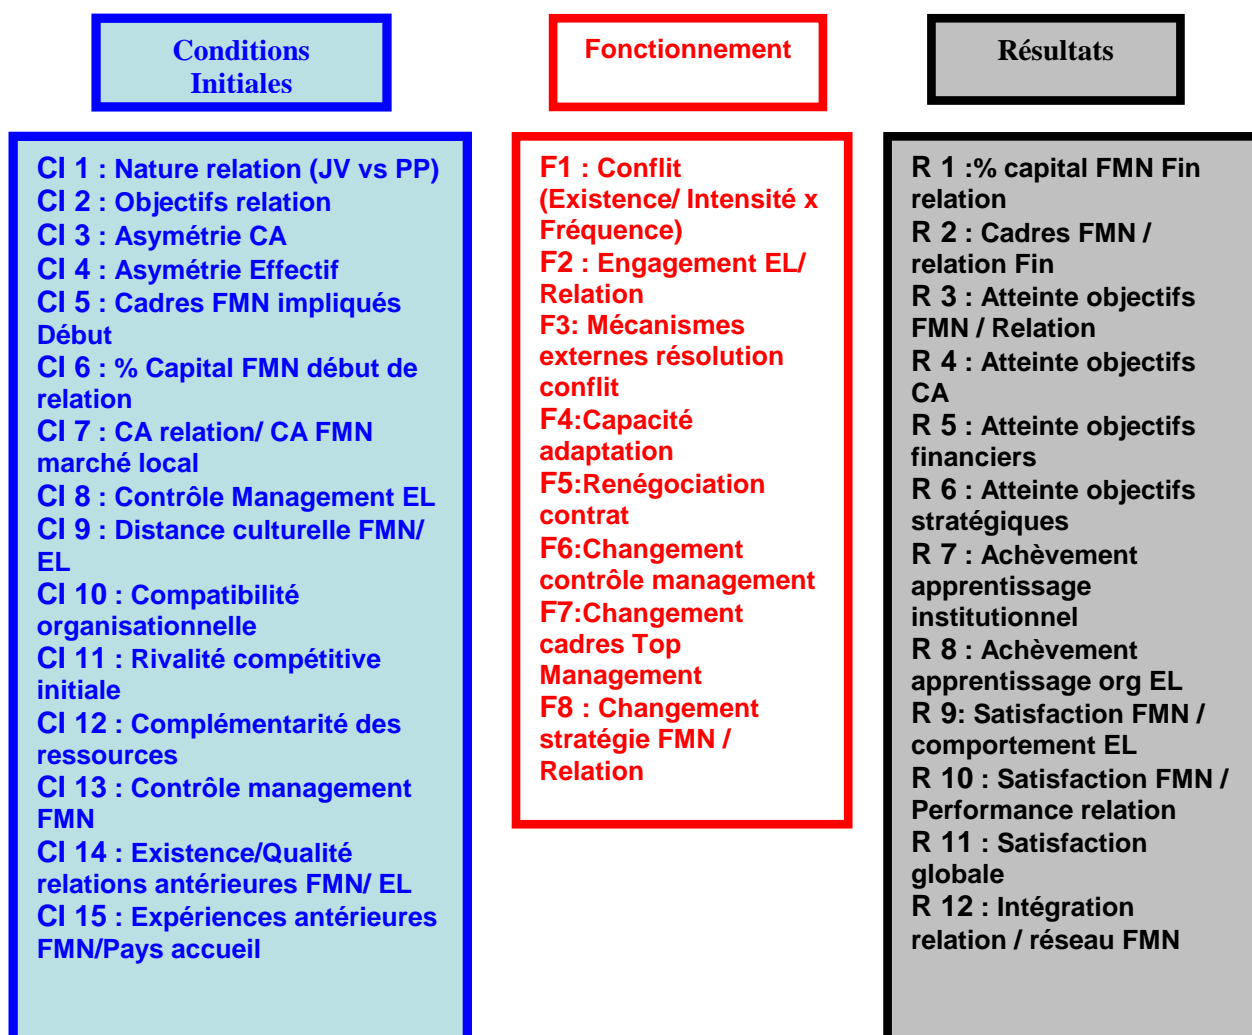 Conditions
Initiales
Fonctionnement
Résultats
CI 1 : Nature relation (JV vs PP)
CI 2 : Objectifs relation
CI 3 : Asymétrie CA
CI 4 : Asymétrie Effectif
CI 5 : Cadres FMN impliqués
Début
CI 6 : % Capital FMN début de
relation
CI 7 : CA relation/ CA FMN
marché local
CI 8 : Contrôle Management EL
CI 9 : Distance culturelle FMN/
EL
CI 10 : Compatibilité
organisationnelle
CI 11 : Rivalité compétitive
initiale
CI 12 : Complémentarité des
ressources
CI 13 : Contrôle management
FMN
CI 14 : Existence/Qualité
relations antérieures FMN/ EL
CI 15 : Expériences antérieures
FMN/Pays accueil
F1 : Conflit
(Existence/ Intensité x
Fréquence)
F2 : Engagement EL/
Relation
F3: Mécanismes
externes résolution
conflit
F4:Capacité
adaptation
F5:Renégociation
contrat
F6:Changement
contrôle management
F7:Changement
cadres Top
Management
F8 : Changement
stratégie FMN /
Relation
R 1 :% capital FMN Fin
relation
R 2 : Cadres FMN /
relation Fin
R 3 : Atteinte objectifs
FMN / Relation
R 4 : Atteinte objectifs
CA
R 5 : Atteinte objectifs
financiers
R 6 : Atteinte objectifs
stratégiques
R 7 : Achèvement
apprentissage
institutionnel
R 8 : Achèvement
apprentissage org EL
R 9: Satisfaction FMN /
comportement EL
R 10 : Satisfaction FMN /
Performance relation
R 11 : Satisfaction
globale
R 12 : Intégration
relation / réseau FMN